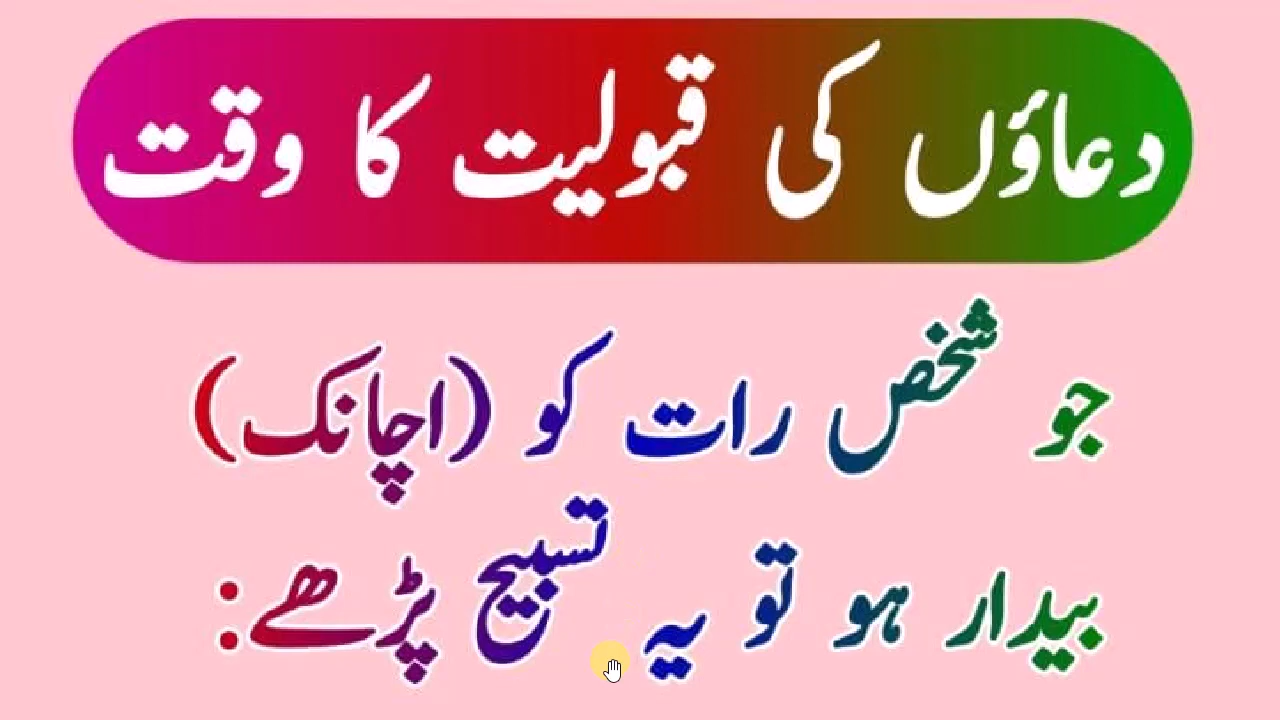 دعاؤں کی قبولیت کا وقت
جو شخص رات کو (اچانک)
بیدار ہو تو یہ تسبیح پڑھے: